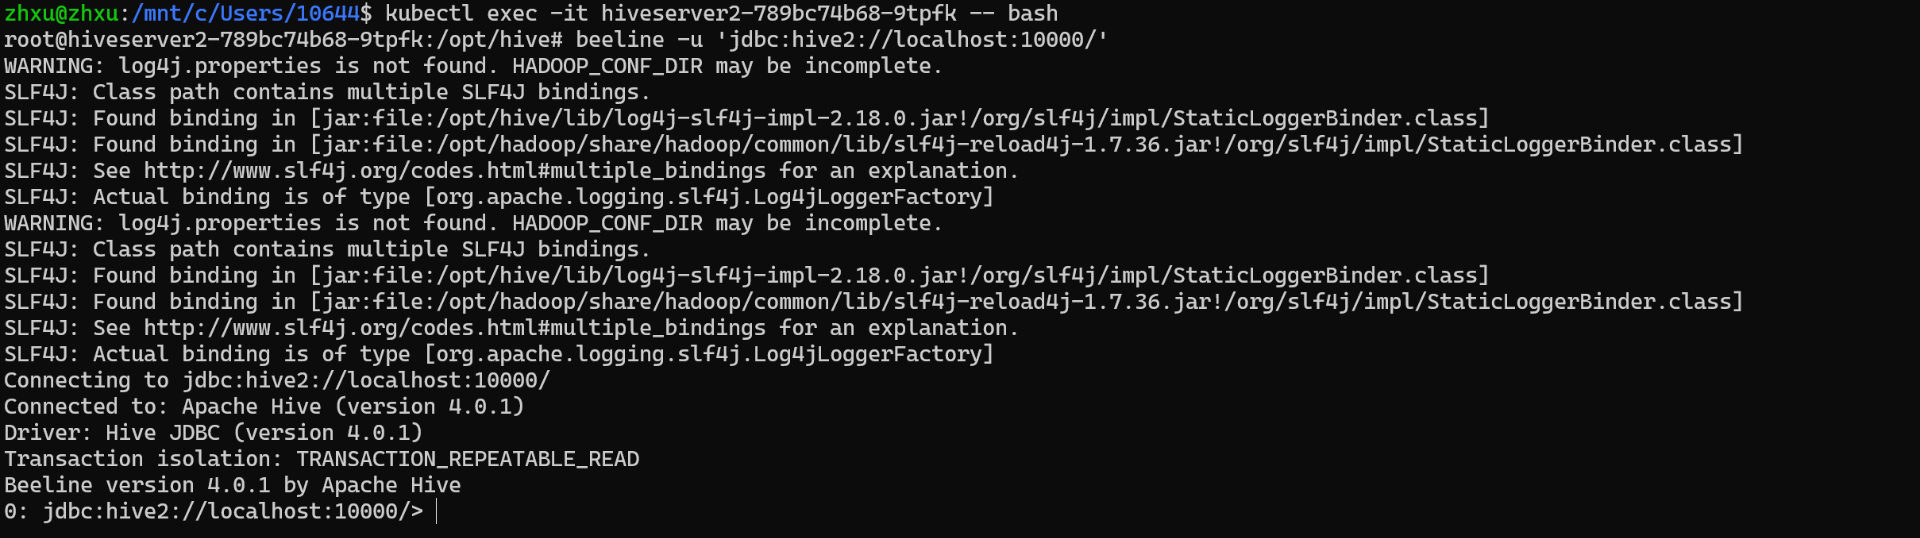 zhxu@zhxu:/mnt/c/Users/10644$ kubectl exec -it hiveserver2-789bc74b68-9tpfk -- bash
root@hiveserver2-789bc74b68-9tpfk:/opt/hive# beeline -u 'jdbc:hive2://localhost:10000/'
WARNING: log4j.properties is not found. HADOOP_CONF_DIR may be incomplete.
SLF4J: Class path contains multiple SLF4J bindings.
SLF4J: Found binding in [jar:file:/opt/hive/lib/log4j-slf4j-impl-2.18.0.jar!/org/slf4j/impl/StaticLoggerBinder.class]
SLF4J: Found binding in [jar:file:/opt/hadoop/share/hadoop/common/lib/slf4j-reload4j-1.7.36.jar!/org/slf4j/impl/StaticLoggerBinder.class]
SLF4J: See http://www.slf4j.org/codes.html#multiple_bindings for an explanation.
SLF4J: Actual binding is of type [org.apache.logging.slf4j.Log4jLoggerFactory]
WARNING: log4j.properties is not found. HADOOP_CONF_DIR may be incomplete.
SLF4J: Class path contains multiple SLF4J bindings.
SLF4J: Found binding in [jar:file:/opt/hive/lib/log4j-slf4j-impl-2.18.0.jar!/org/slf4j/impl/StaticLoggerBinder.class]
SLF4J: Found binding in [jar:file:/opt/hadoop/share/hadoop/common/lib/slf4j-reload4j-1.7.36.jar!/org/slf4j/impl/StaticLoggerBinder.class]
SLF4J: See http://www.slf4j.org/codes.html#multiple_bindings for an explanation.
SLF4J: Actual binding is of type [org.apache.logging.slf4j.Log4jLoggerFactory]
Connecting to jdbc:hive2://localhost:10000/
Connected to: Apache Hive (version 4.0.1)
Driver: Hive JDBC (version 4.0.1)
Transaction isolation: TRANSACTION_REPEATABLE_READ
Beeline version 4.0.1 by Apache Hive
0: jdbc:hive2://localhost:10000/>